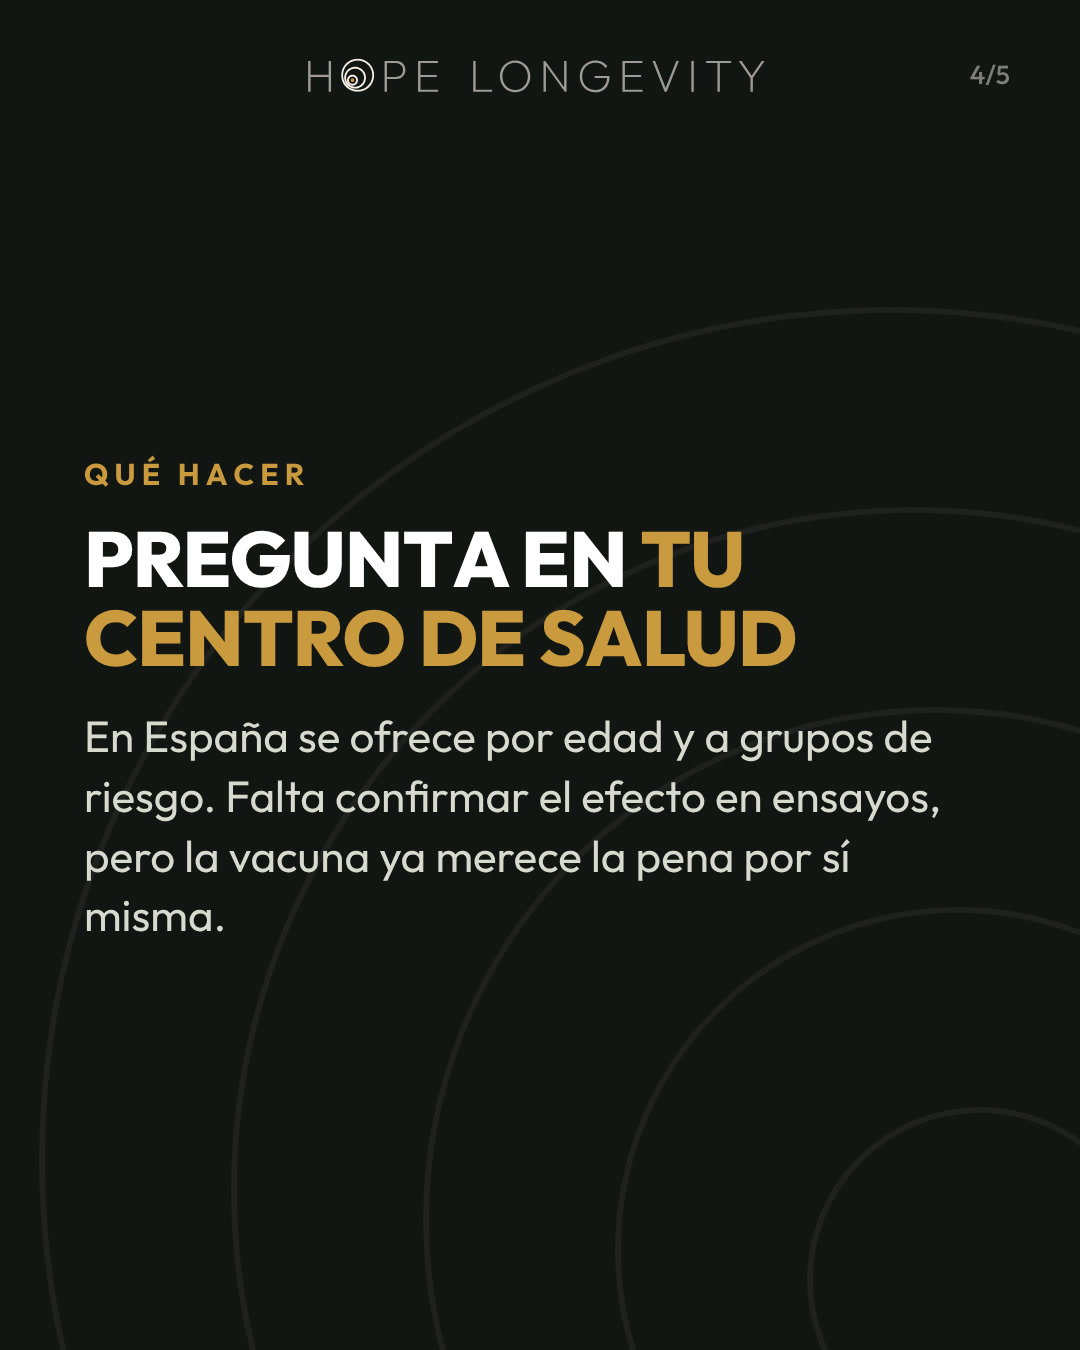 HOPE LONGEVITY
4/5
QUÉ HACER
PREGUNTA EN TU
CENTRO DE SALUD
En España se ofrece por edad y a grupos de
riesgo. Falta confirmar el efecto en ensayos,
pero la vacuna ya merece la pena por sí
misma.